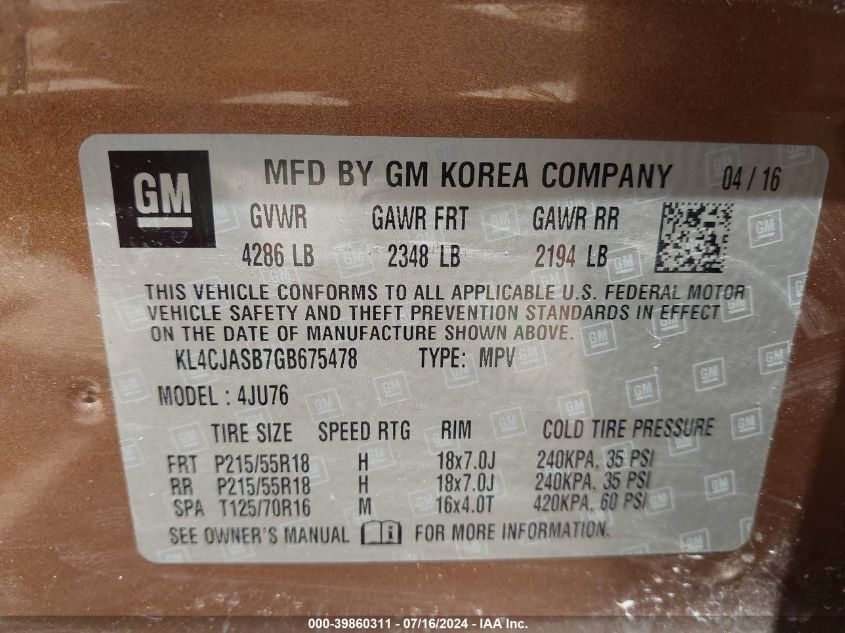 GM
MFD BY GM KOREA COMPANY 04 / 16
GVWR GAWR FRT GAWR RR
4286 LB 2348 LB 2194 LB
THIS VEHICLE CONFORMS TO ALL APPLICABLE U.S. FEDERAL MOTOR
VEHICLE SAFETY AND THEFT PREVENTION STANDARDS IN EFFECT
ON THE DATE OF MANUFACTURE SHOWN ABOVE.
KL4CJASB7GB675478 TYPE: MPV
MODEL : 4JU76
TIRE SIZE SPEED RTG RIM COLD TIRE PRESSURE
FRT P215/55R18 H 18x7.0J 240KPA, 35 PSI
RR P215/55R18 H 18x7.0J 240KPA, 35 PSI
SPA T125/70R16 M 16x4.0T 420KPA, 60 PSI
SEE OWNER'S MANUAL i FOR MORE INFORMATION.
000-39860311 - 07/16/2024 - IAA Inc.